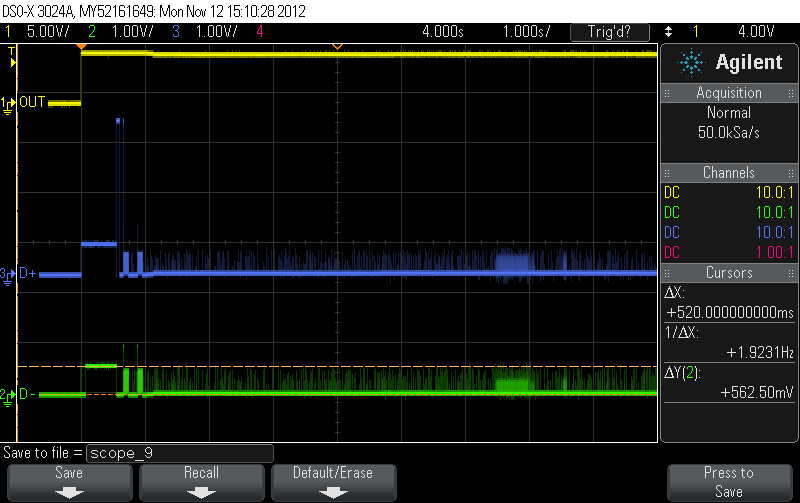 DSO-X 3024A, MY52161649: Mon Nov 12 15:10:28 2012
1 5.00V/ 2 1.00V/ 3 1.00V/ 4 4.000s 1.000s/ Trig'd? 1 4.00V
T
1 OUT
3 D+
2 D-
Agilent
Acquisition
Normal
50.0kSa/s
Channels
DC 10.0:1
DC 10.0:1
DC 10.0:1
DC 1.00:1
Cursors
ΔX:
+520.000000000ms
1/ΔX:
+1.9231Hz
ΔY(2):
+562.50mV
Save to file = scope_9
Save Recall Default/Erase Press to
Save